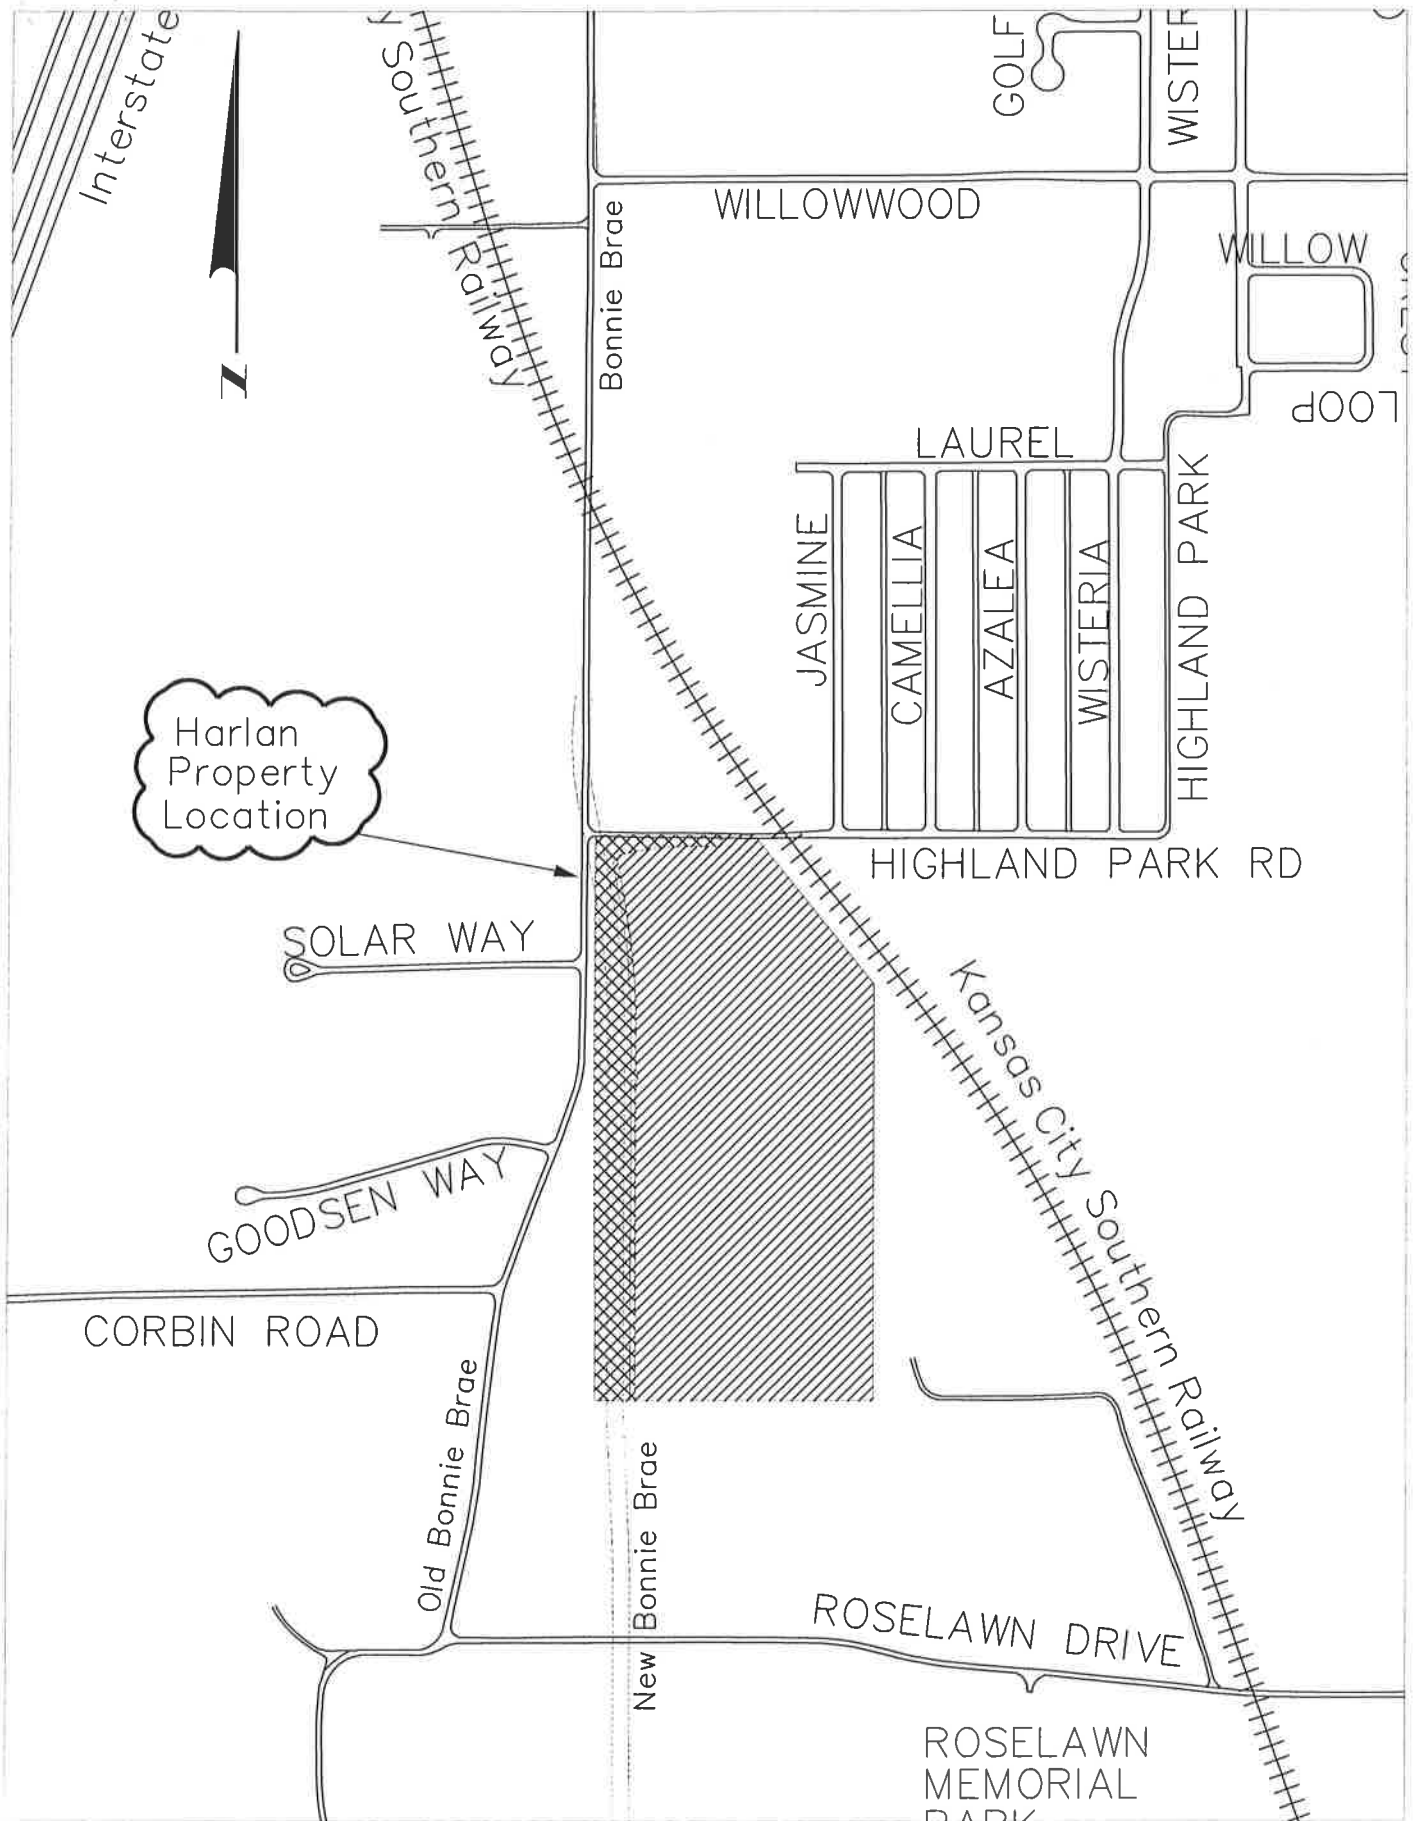 Interstate
y Southern Railway
GOLF
WISTER
WILLOWWOOD
Bonnie Brae
WILLOW
LOOP
N
LAUREL
JASMINE
CAMELLIA
AZALEA
WISTERIA
HIGHLAND PARK
Harlan
Property
Location
HIGHLAND PARK RD
SOLAR WAY
Kansas City Southern Railway
GOODSEN WAY
CORBIN ROAD
Old Bonnie Brae
New Bonnie Brae
ROSELAWN DRIVE
ROSELAWN
MEMORIAL
PARK